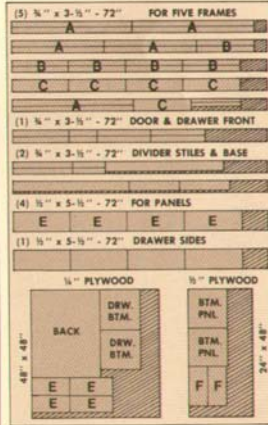 (5) ¾" x 3-½" - 72" FOR FIVE FRAMES
A A
A A B
B B B B
C C C C
A C
(1) ¾" x 3-½" - 72" DOOR & DRAWER FRONT
(2) ¾" x 3-½" - 72" DIVIDER STILES & BASE
(4) ½" x 5-½" - 72" FOR PANELS
E E E E
(1) ½" x 5-½" - 72" DRAWER SIDES
¼" PLYWOOD
48" x 48"
BACK
DRW.
BTM.
DRW.
BTM.
E E
E E
½" PLYWOOD
BTM.
PNL.
BTM.
PNL.
F F
24" x 48"